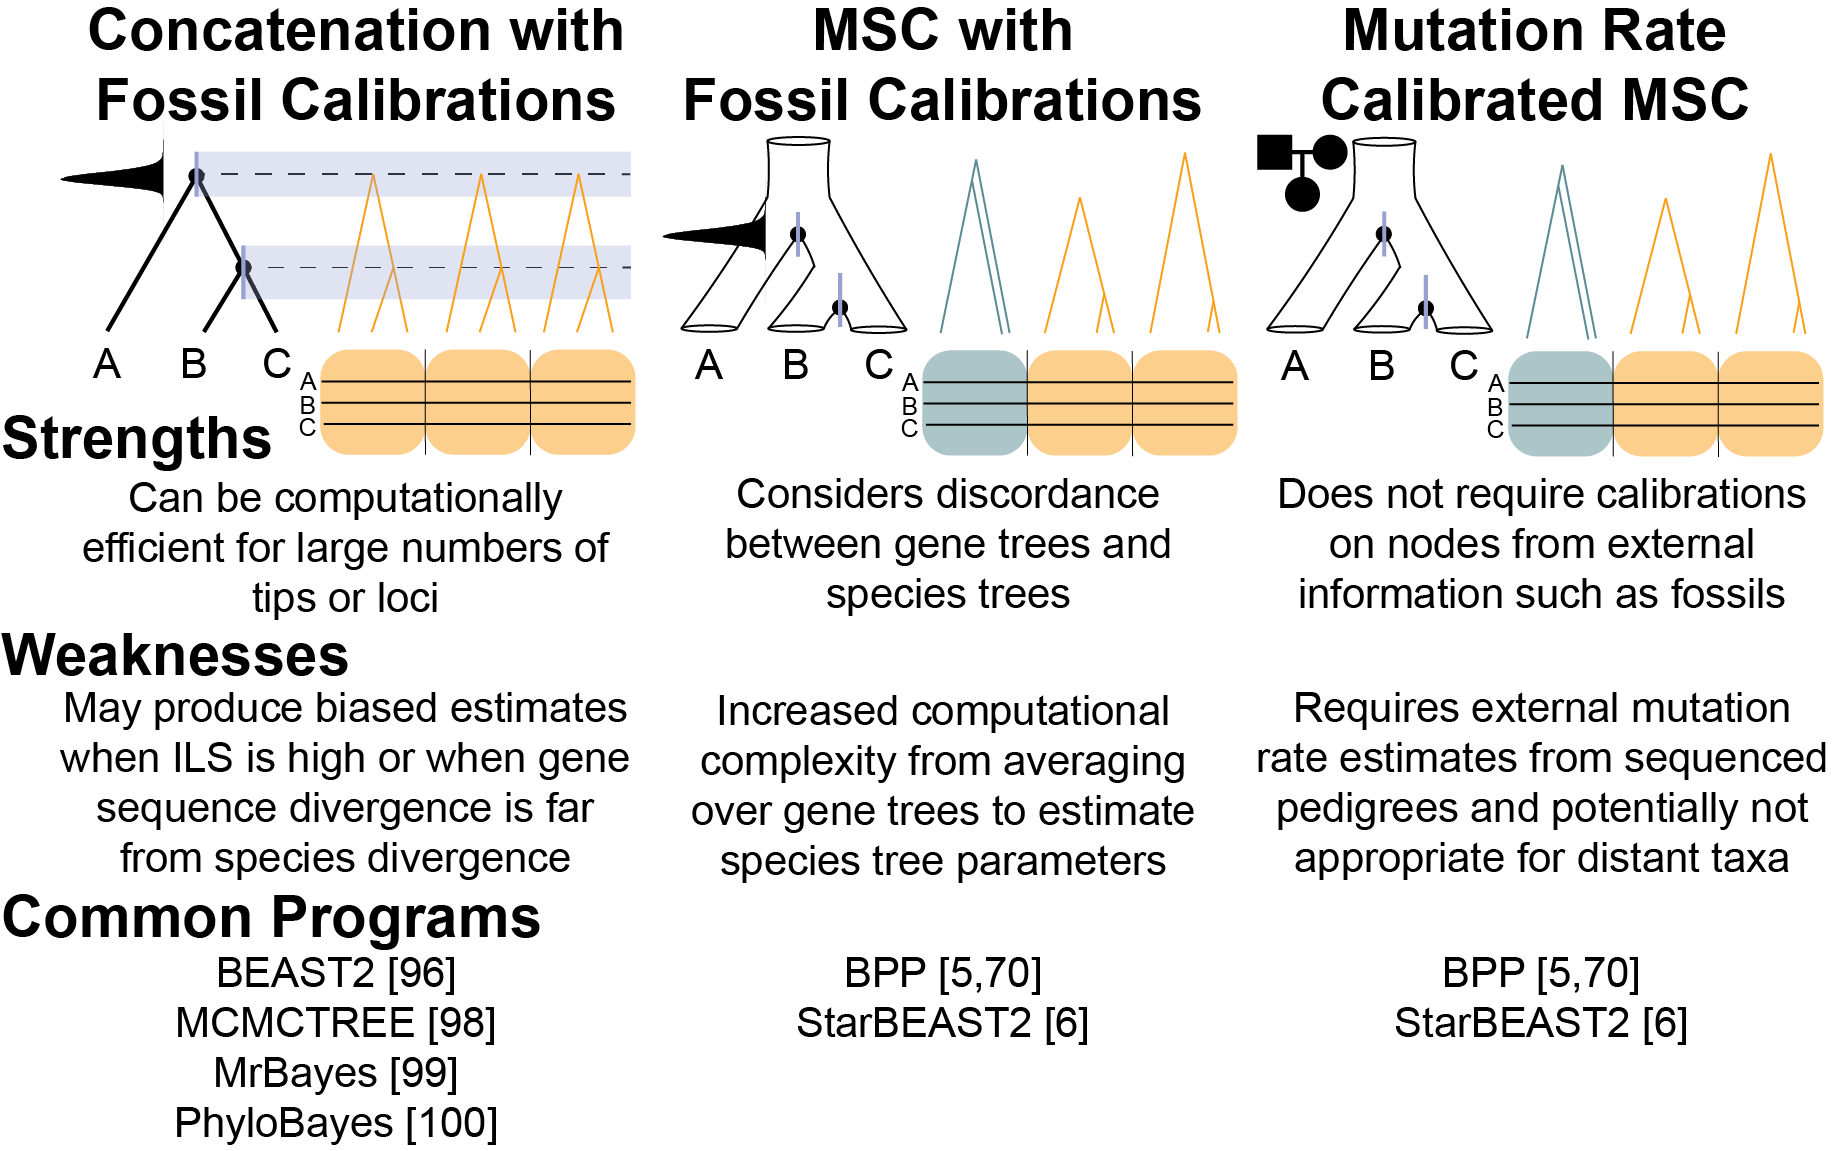 Concatenation with
Fossil Calibrations
MSC with
Fossil Calibrations
Mutation Rate
Calibrated MSC
A B C
A
B
C
A B C
A
B
C
A B C
A
B
C
Strengths
Can be computationally
efficient for large numbers of
tips or loci
Considers discordance
between gene trees and
species trees
Does not require calibrations
on nodes from external
information such as fossils
Weaknesses
May produce biased estimates
when ILS is high or when gene
sequence divergence is far
from species divergence
Increased computational
complexity from averaging
over gene trees to estimate
species tree parameters
Requires external mutation
rate estimates from sequenced
pedigrees and potentially not
appropriate for distant taxa
Common Programs
BEAST2 [96]
MCMCTREE [98]
MrBayes [99]
PhyloBayes [100]
BPP [5,70]
StarBEAST2 [6]
BPP [5,70]
StarBEAST2 [6]